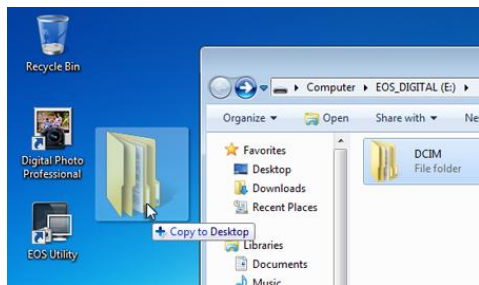 Recycle Bin
Digital Photo
Professional
EOS Utility
Copy to Desktop
Computer
EOS_DIGITAL (E:)
Organize
Open
Share with
Favorites
Desktop
Downloads
Recent Places
Libraries
Documents
Music
DCIM
File folder